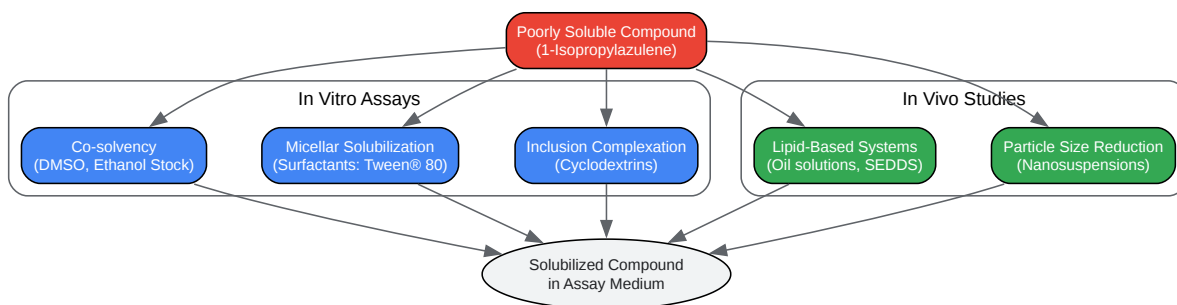 Poorly Soluble Compound
(1-Isopropylazulene)
In Vitro Assays
In Vivo Studies
Co-solvency
(DMSO, Ethanol Stock)
Micellar Solubilization
(Surfactants: Tween® 80)
Inclusion Complexation
(Cyclodextrins)
Lipid-Based Systems
(Oil solutions, SEDDS)
Particle Size Reduction
(Nanosuspensions)
Solubilized Compound
in Assay Medium